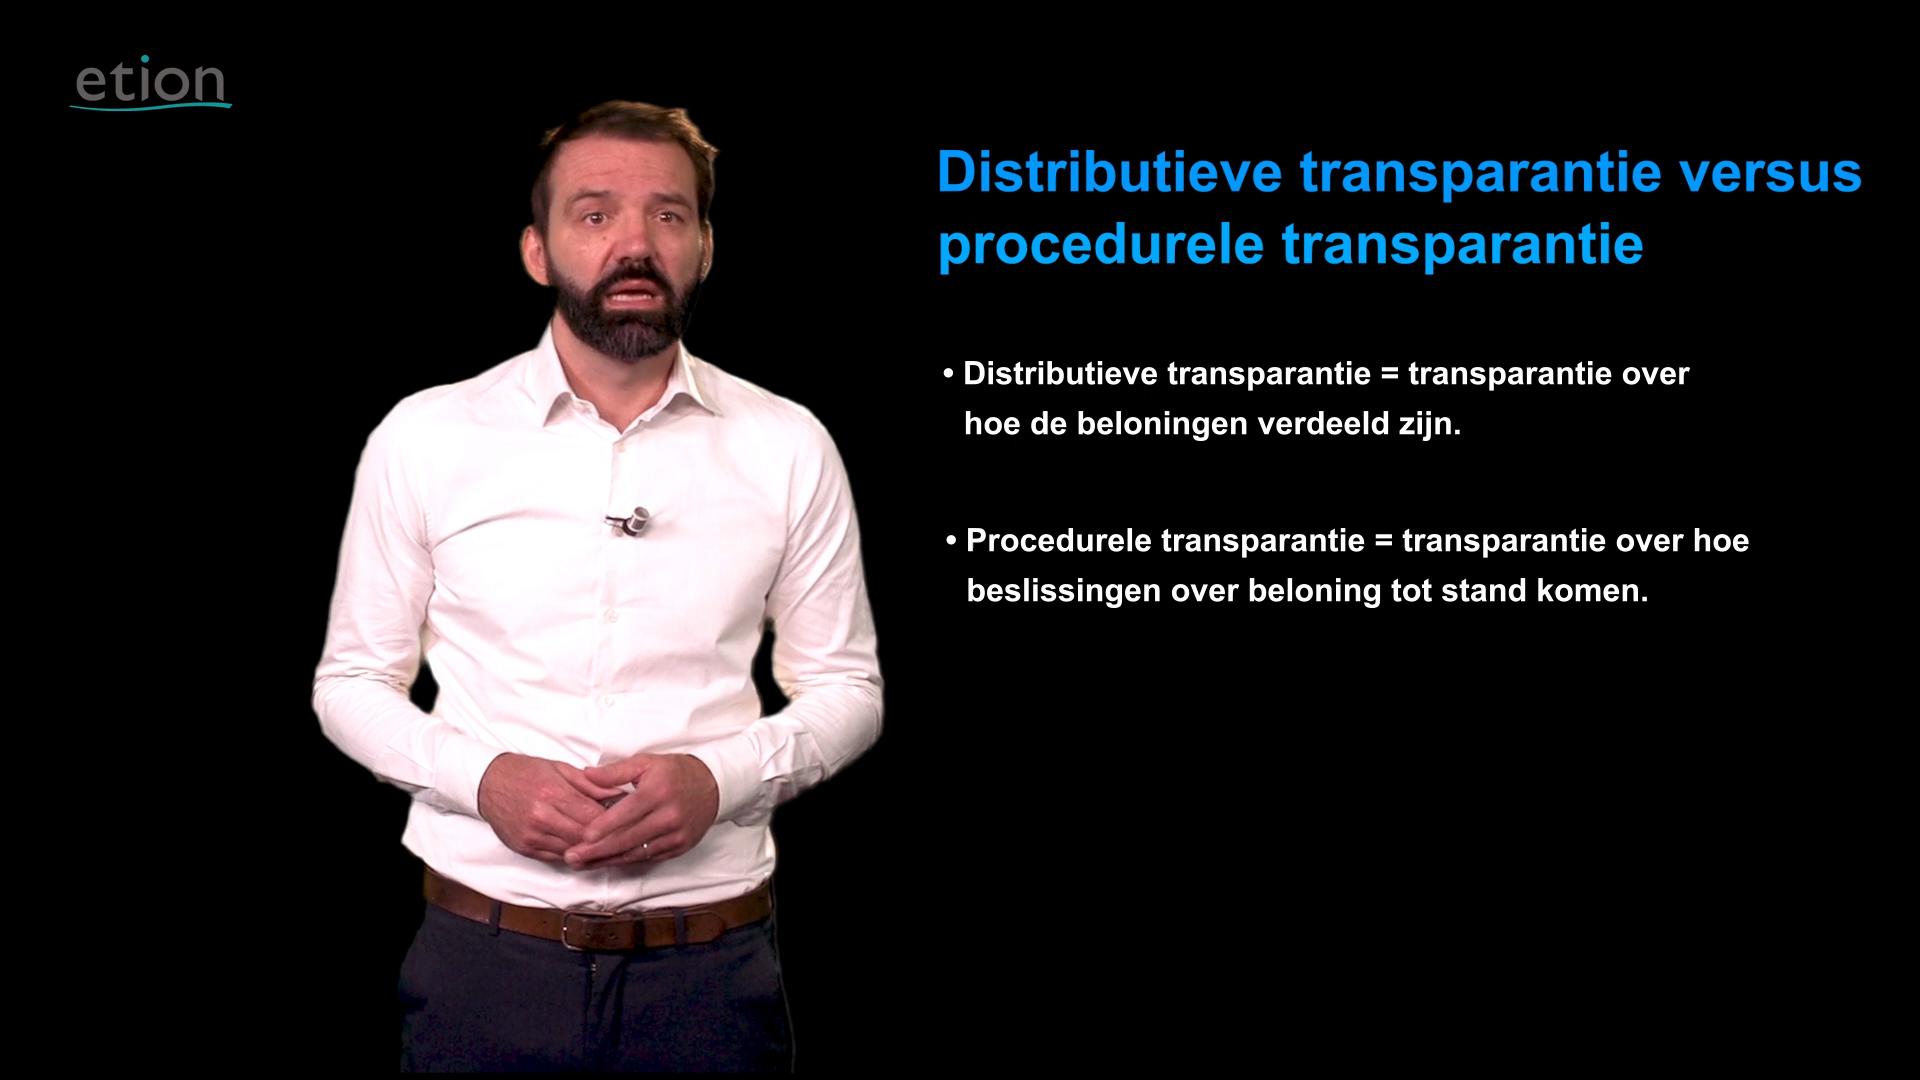 etion
Distributieve transparantie versus
procedurele transparantie
• Distributieve transparantie = transparantie over
hoe de beloningen verdeeld zijn.
• Procedurele transparantie = transparantie over hoe
beslissingen over beloning tot stand komen.